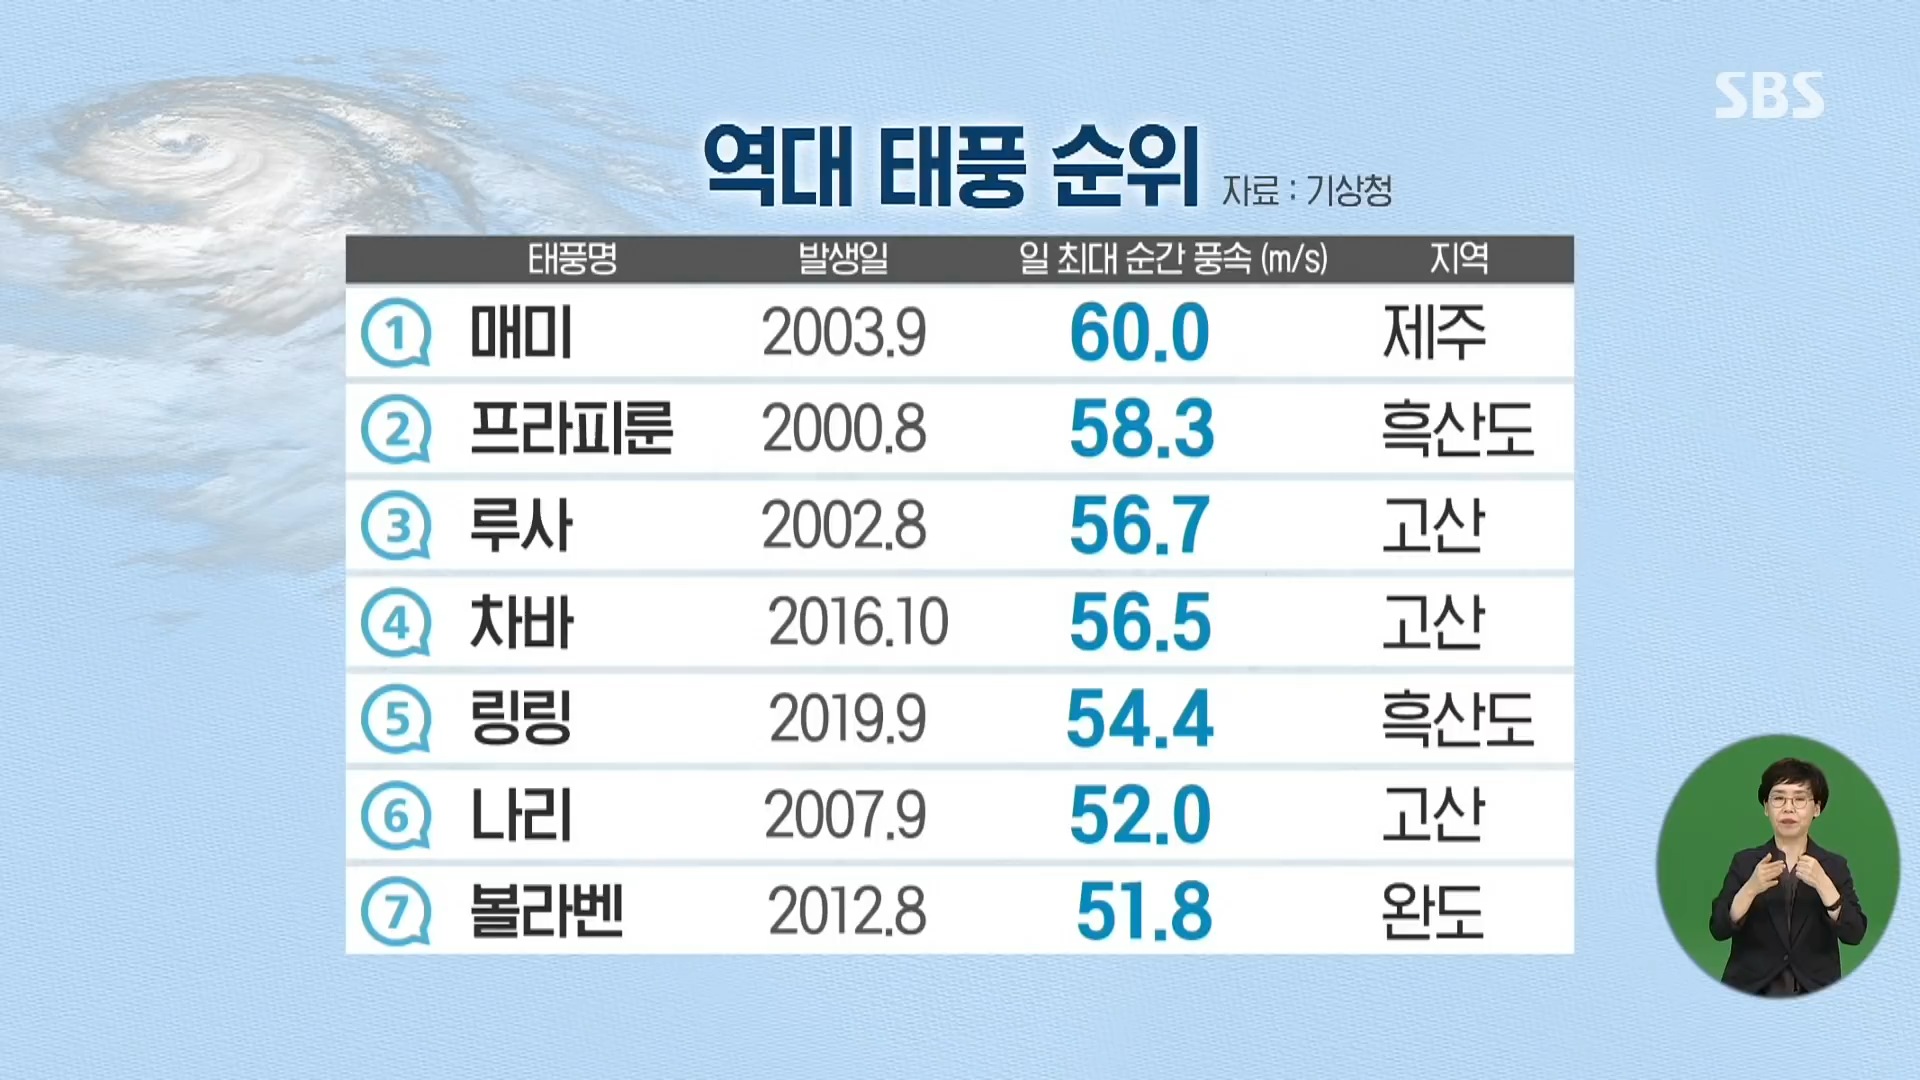 SBS
역대 태풍 순위 자료 : 기상청
태풍명 발생일 일 최대 순간 풍속 (m/s) 지역
1 매미 2003.9 60.0 제주
2 프라피룬 2000.8 58.3 흑산도
3 루사 2002.8 56.7 고산
4 차바 2016.10 56.5 고산
5 링링 2019.9 54.4 흑산도
6 나리 2007.9 52.0 고산
7 볼라벤 2012.8 51.8 완도